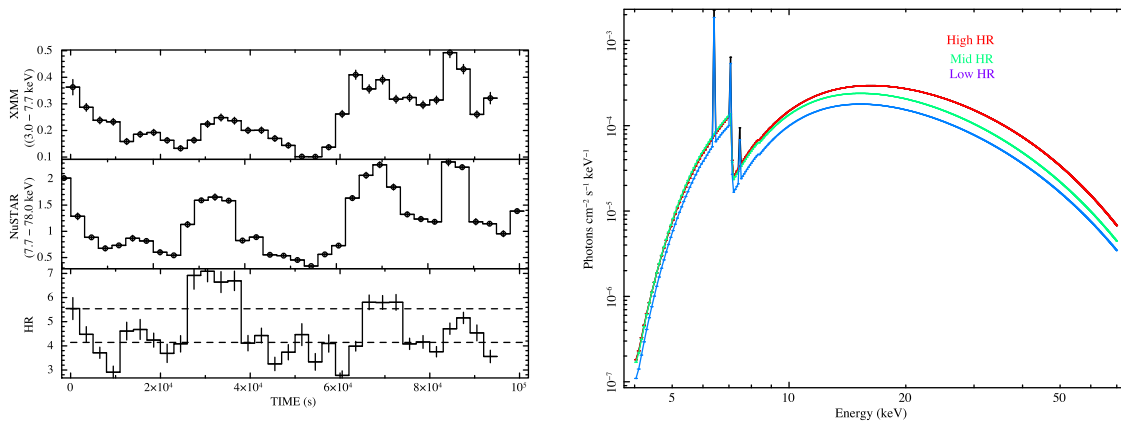 0.5
0.4
0.3
0.2
0.1
XMM
((3.0 − 7.7 keV)
2
1.5
1
0.5
NuSTAR
(7.7 − 78.0 keV)
7
6
5
4
3
HR
0 2×10⁴ 4×10⁴ 6×10⁴ 8×10⁴ 10⁵
TIME (s)
High HR
Mid HR
Low HR
10⁻³
10⁻⁴
10⁻⁵
10⁻⁶
10⁻⁷
Photons cm⁻² s⁻¹ keV⁻¹
5 10 20 50
Energy (keV)